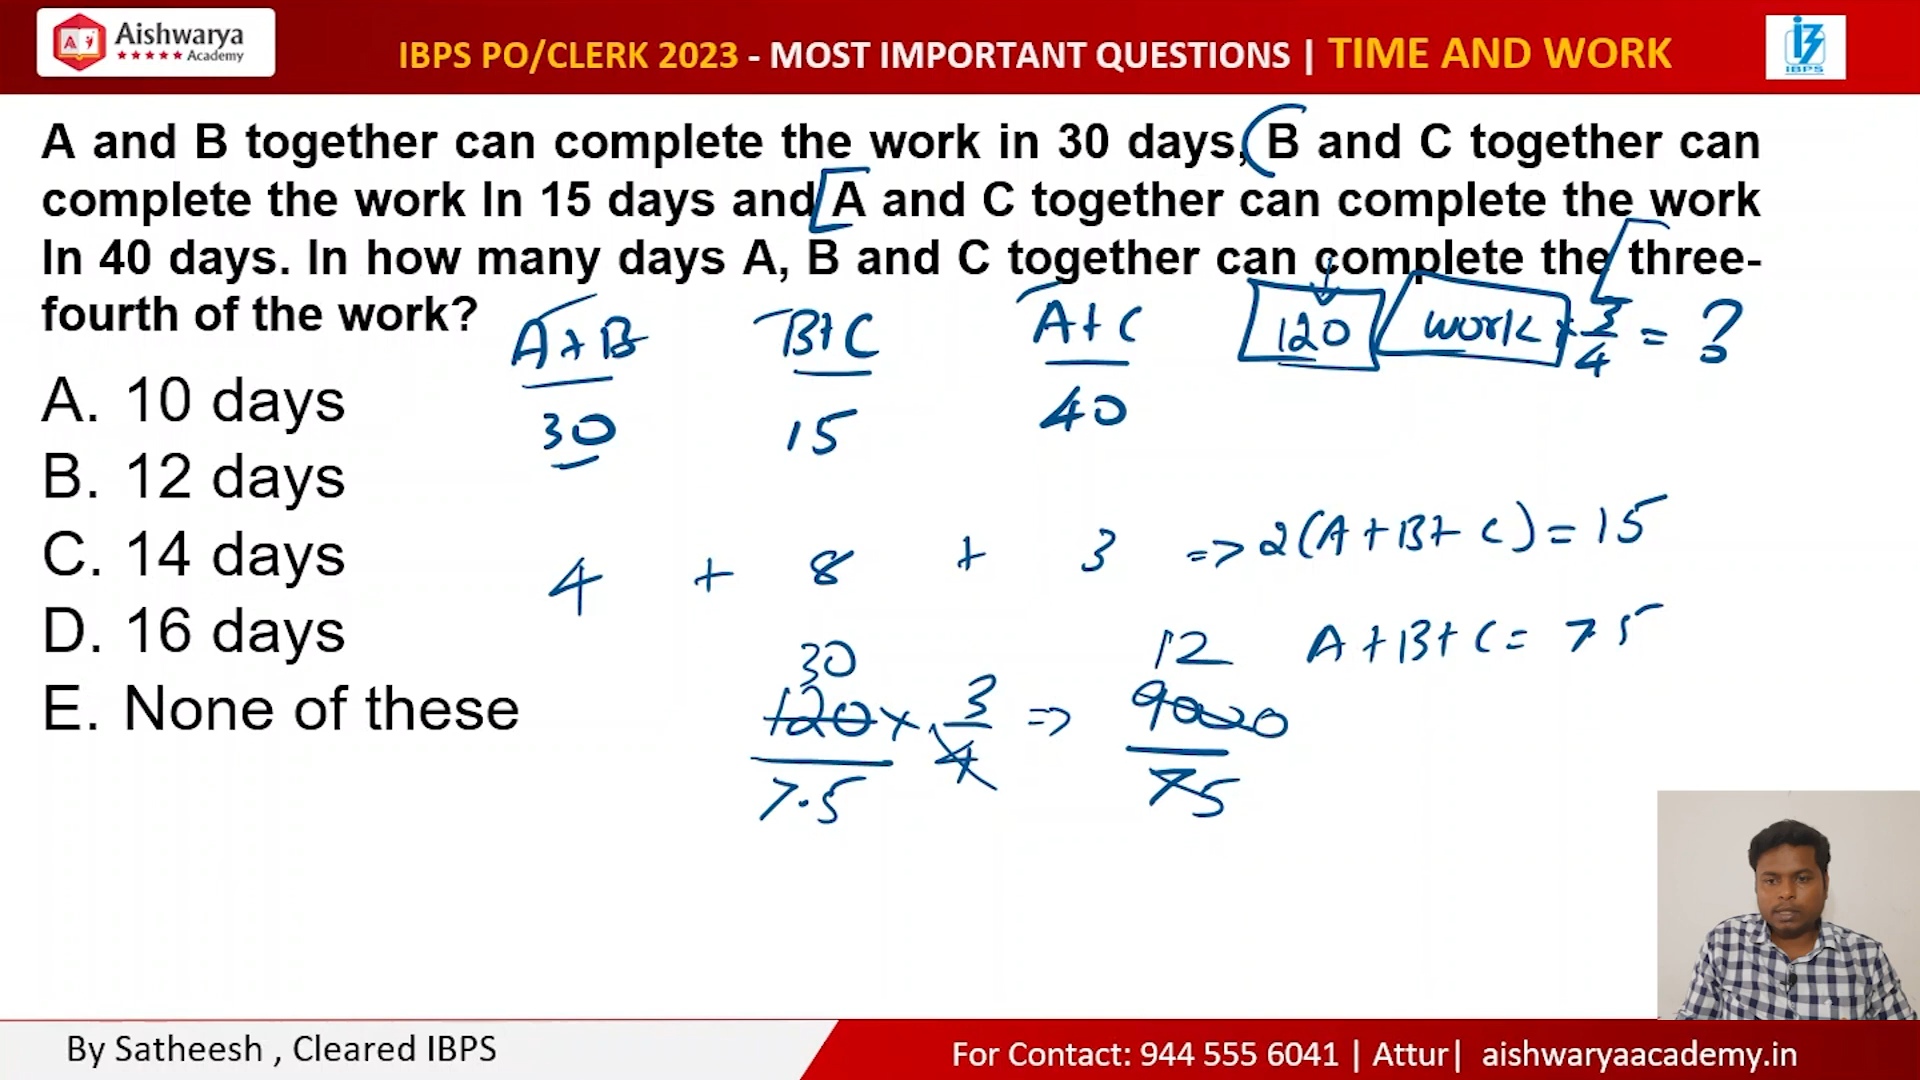 Aishwarya
Academy
IBPS PO/CLERK 2023 - MOST IMPORTANT QUESTIONS | TIME AND WORK
IBPS
A and B together can complete the work in 30 days, B and C together can
complete the work In 15 days and A and C together can complete the work
In 40 days. In how many days A, B and C together can complete the three-
fourth of the work?
A+B B+C A+C 120 work × 3/4 = ?
30 15 40
A. 10 days
B. 12 days
C. 14 days
D. 16 days
E. None of these
4 + 8 + 3 => 2(A+B+C) = 15
A+B+C = 7.5
30 12
120 × 3/4 => 900
7.5 75
By Satheesh , Cleared IBPS
For Contact: 944 555 6041 | Attur| aishwaryaacademy.in